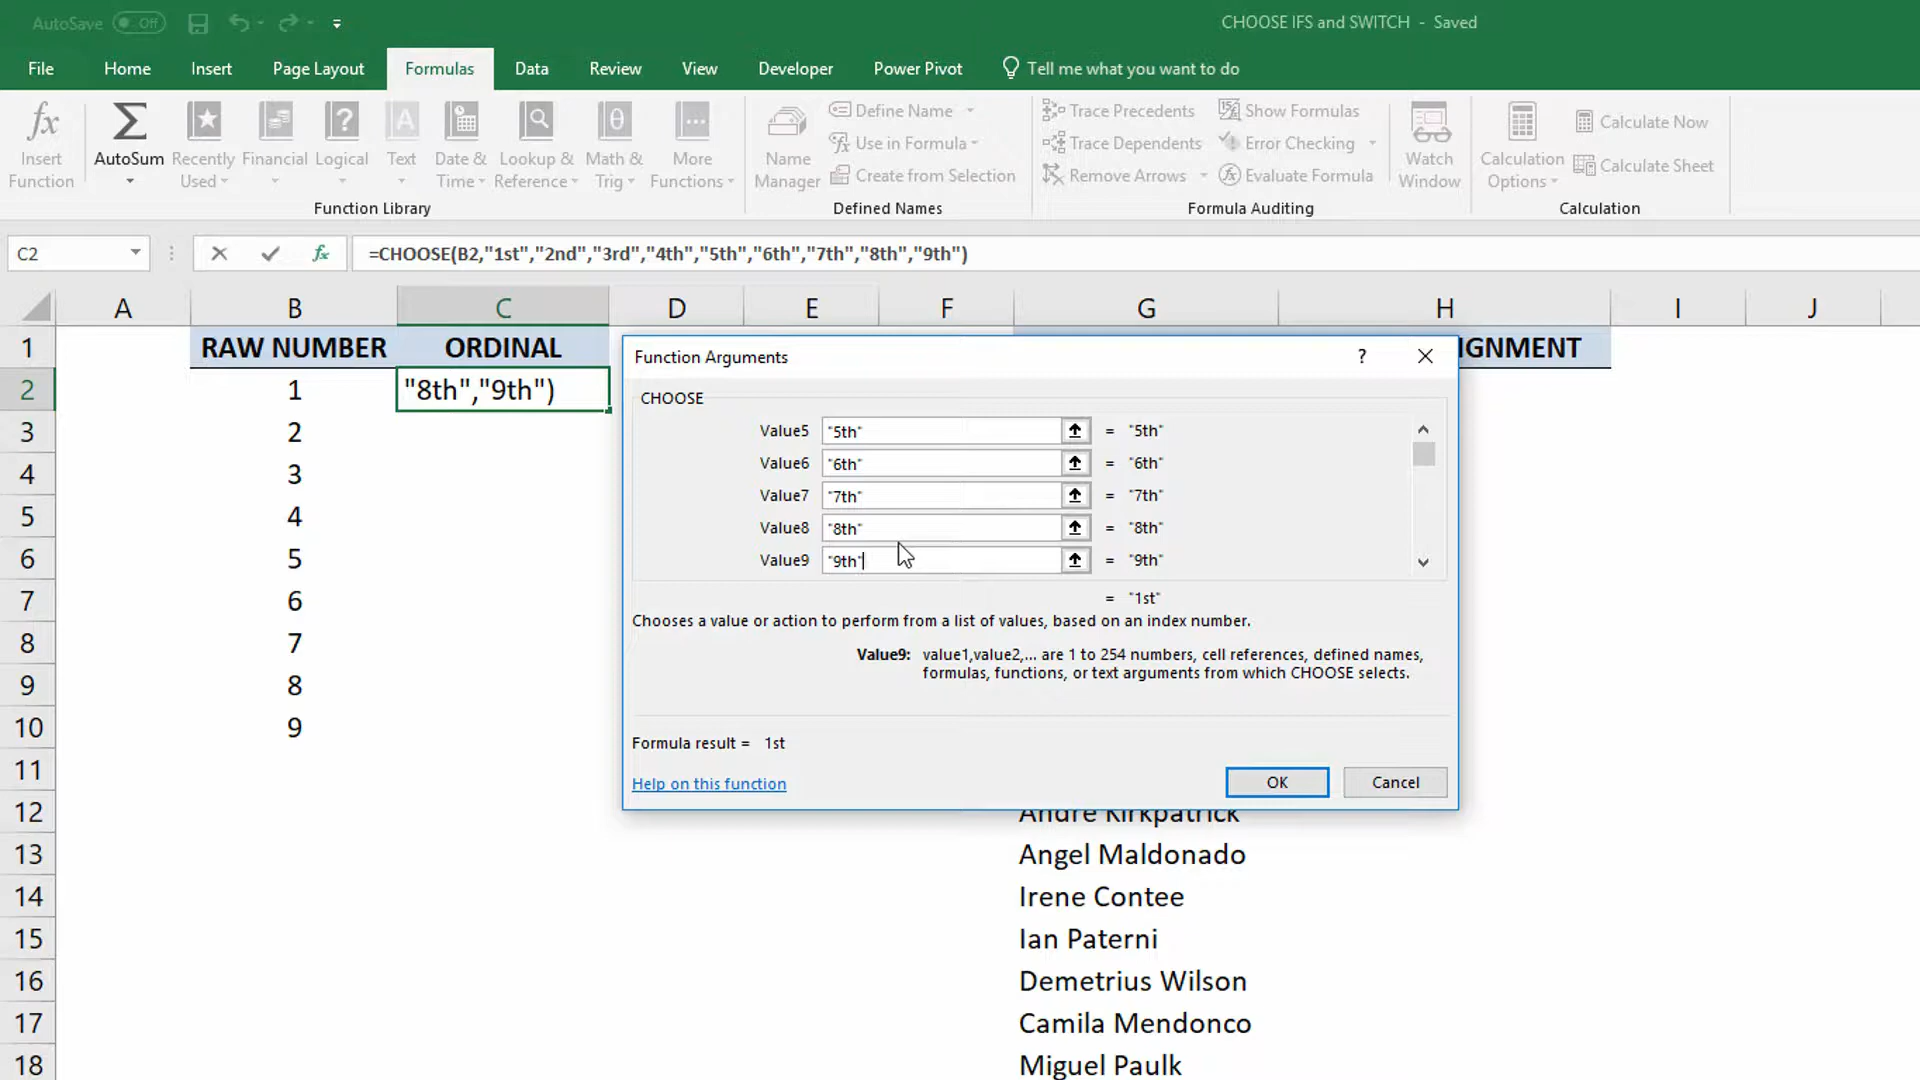 AutoSave Off
CHOOSE IFS and SWITCH - Saved
File Home Insert Page Layout Formulas Data Review View Developer Power Pivot Tell me what you want to do
Insert Function
AutoSum
Recently Used
Financial
Logical
Text
Date & Time
Lookup & Reference
Math & Trig
More Functions
Function Library
Name Manager
Define Name
Use in Formula
Create from Selection
Defined Names
Trace Precedents
Trace Dependents
Remove Arrows
Show Formulas
Error Checking
Evaluate Formula
Formula Auditing
Watch Window
Calculation Options
Calculate Now
Calculate Sheet
Calculation
C2
fx
=CHOOSE(B2,"1st","2nd","3rd","4th","5th","6th","7th","8th","9th")
A B C D E F G H I J
1 RAW NUMBER ORDINAL IGNMENT
2 1 "8th","9th")
3 2
4 3
5 4
6 5
7 6
8 7
9 8
10 9
11
12
13 Angel Maldonado
14 Irene Contee
15 Ian Paterni
16 Demetrius Wilson
17 Camila Mendonco
18 Miguel Paulk
Function Arguments ?
CHOOSE
Value5 "5th" = "5th"
Value6 "6th" = "6th"
Value7 "7th" = "7th"
Value8 "8th" = "8th"
Value9 "9th" = "9th"
= "1st"
Chooses a value or action to perform from a list of values, based on an index number.
Value9: value1,value2,... are 1 to 254 numbers, cell references, defined names,
formulas, functions, or text arguments from which CHOOSE selects.
Formula result = 1st
Help on this function
OK
Cancel
Andre Kirkpatrick